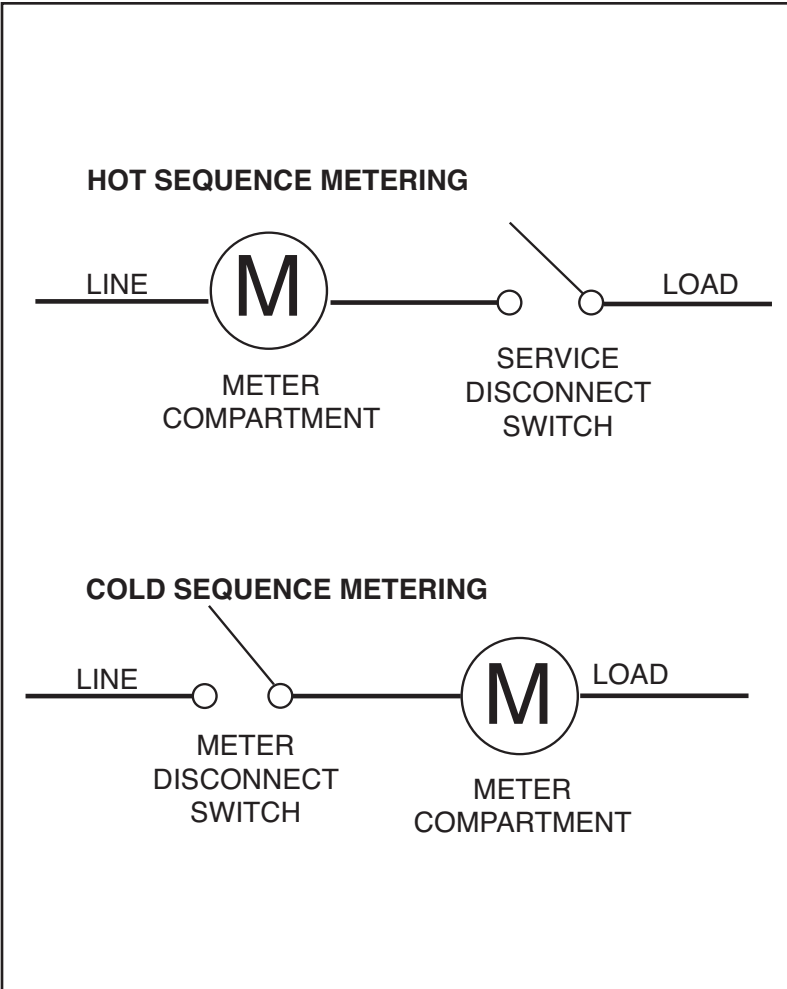 HOT SEQUENCE METERING
LINE
M
LOAD
METER
COMPARTMENT
SERVICE
DISCONNECT
SWITCH
COLD SEQUENCE METERING
LINE
M
LOAD
METER
DISCONNECT
SWITCH
METER
COMPARTMENT